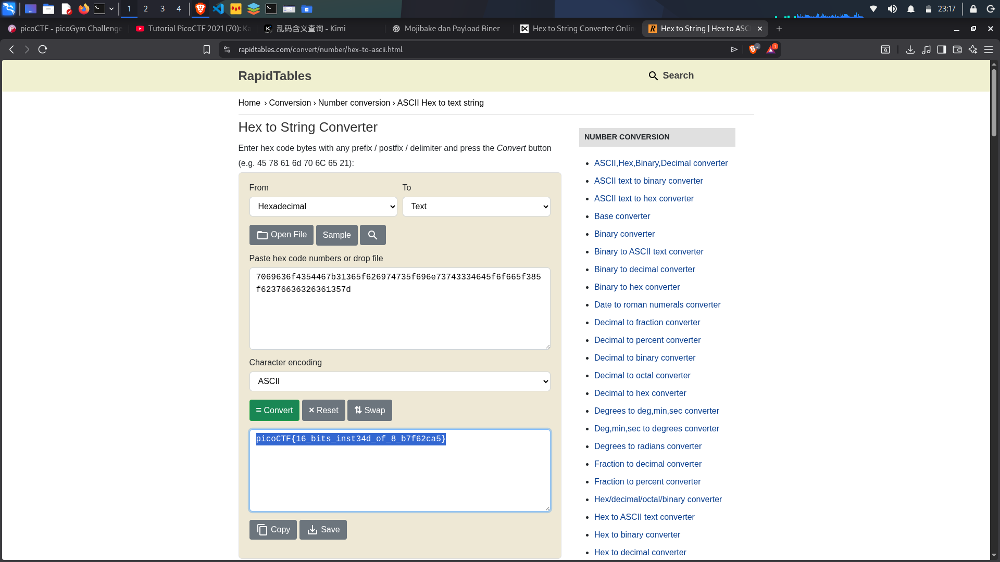 1 2 3 4 23:17
picoCTF - picoGym Challenge Tutorial PicoCTF 2021 (70): Ka 乱码含义查询 - Kimi Mojibake dan Payload Biner Hex to String Converter Onlin Hex to String | Hex to ASC
rapidtables.com/convert/number/hex-to-ascii.html 3 1
RapidTables
Search
Home › Conversion › Number conversion › ASCII Hex to text string
Hex to String Converter
Enter hex code bytes with any prefix / postfix / delimiter and press the Convert button
(e.g. 45 78 61 6d 70 6C 65 21):
From To
Hexadecimal Text
Open File Sample
Paste hex code numbers or drop file
7069636f4354467b31365f626974735f696e73743334645f6f665f385
f62376636326361357d
Character encoding
ASCII
= Convert × Reset ⇅ Swap
picoCTF{16_bits_inst34d_of_8_b7f62ca5}
Copy Save
NUMBER CONVERSION
ASCII,Hex,Binary,Decimal converter
ASCII text to binary converter
ASCII text to hex converter
Base converter
Binary converter
Binary to ASCII text converter
Binary to decimal converter
Binary to hex converter
Date to roman numerals converter
Decimal to fraction converter
Decimal to percent converter
Decimal to binary converter
Decimal to octal converter
Decimal to hex converter
Degrees to deg,min,sec converter
Deg,min,sec to degrees converter
Degrees to radians converter
Fraction to decimal converter
Fraction to percent converter
Hex/decimal/octal/binary converter
Hex to ASCII text converter
Hex to binary converter
Hex to decimal converter